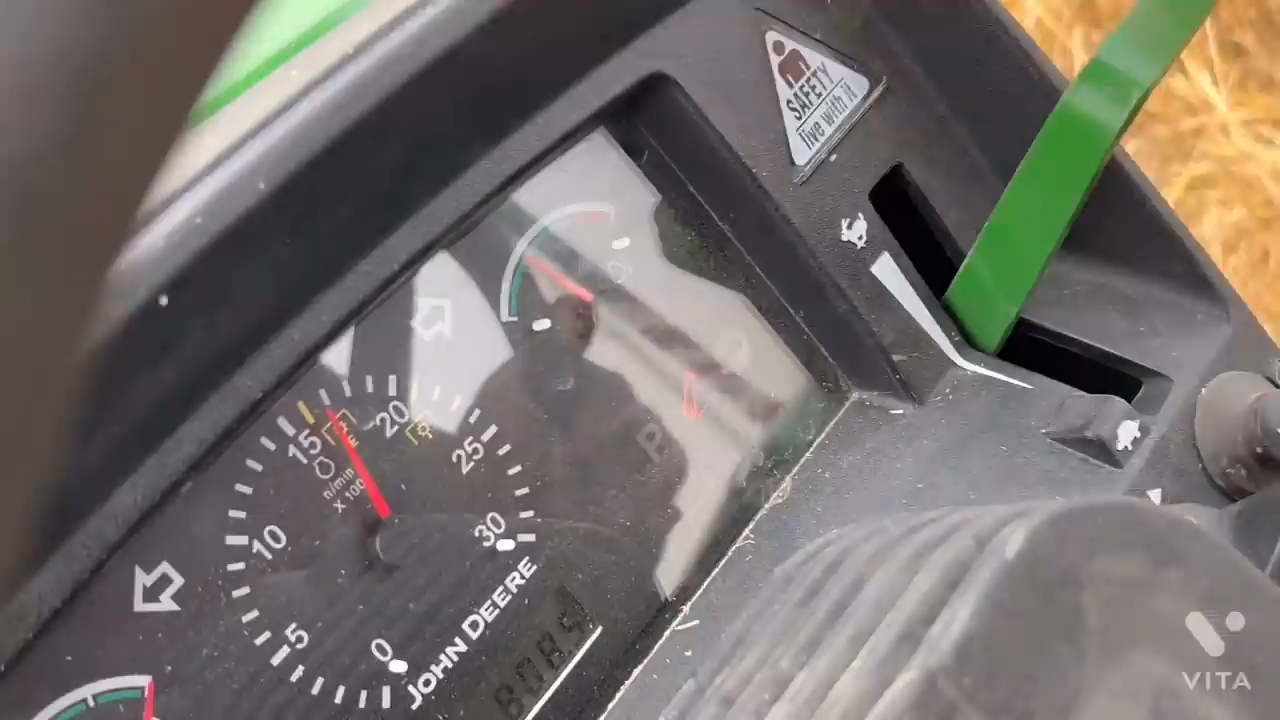 SAFETY
live with it
0
5
10
15
20
25
30
n/min
X 100
P
JOHN DEERE
VITA